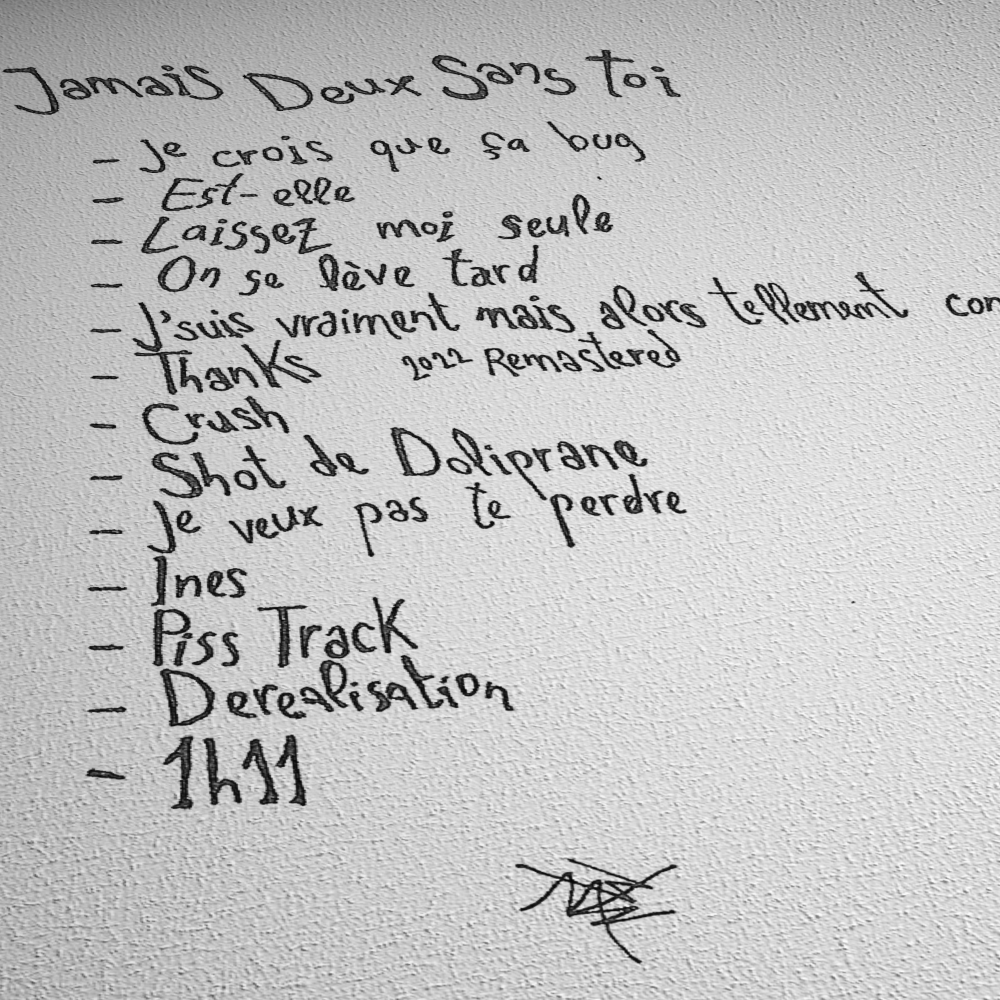 Jamais Deux Sans Toi
- Je crois que ça bug
- Est-elle
- Laissez moi seule
- On se lève tard
- J'suis vraiment mais alors tellement con
- Thanks 2022 Remastered
- Crush
- Shot de Doliprane
- Je veux pas te perdre
- Ines
- Piss Track
- Derealisation
- 1h11